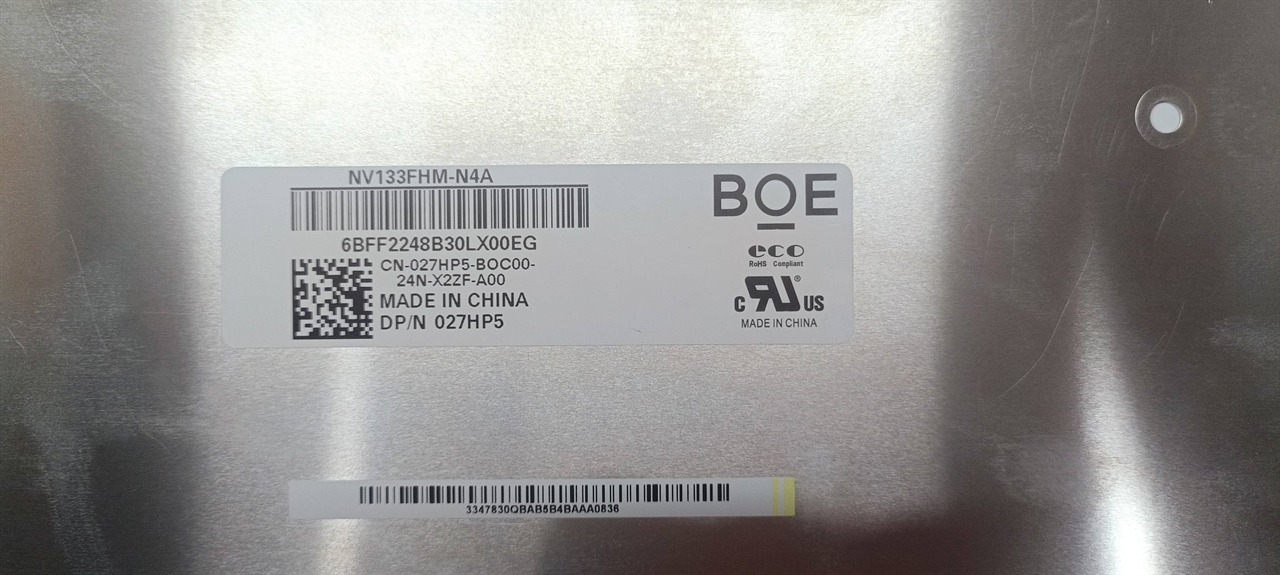 NV133FHM-N4A
6BFF2248B30LX00EG
CN-027HP5-BOC00-
24N-X2ZF-A00
MADE IN CHINA
DP/N 027HP5
BOE
eco
RoHS Compliant
C RU® US
MADE IN CHINA
3347830QBAB5B4BAAA0836